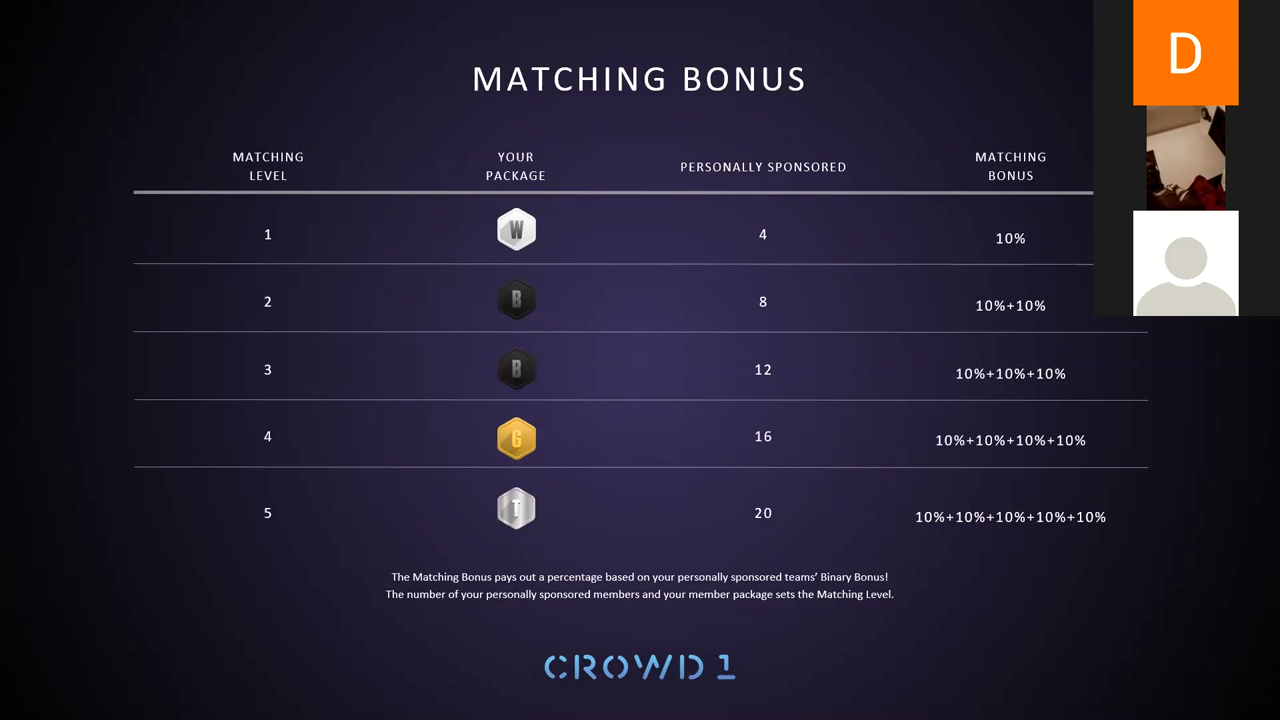 D
MATCHING BONUS
MATCHING
LEVEL
YOUR
PACKAGE
PERSONALLY SPONSORED
MATCHING
BONUS
1 W 4 10%
2 B 8 10%+10%
3 B 12 10%+10%+10%
4 G 16 10%+10%+10%+10%
5 T 20 10%+10%+10%+10%+10%
The Matching Bonus pays out a percentage based on your personally sponsored teams’ Binary Bonus!
The number of your personally sponsored members and your member package sets the Matching Level.
CROWD 1